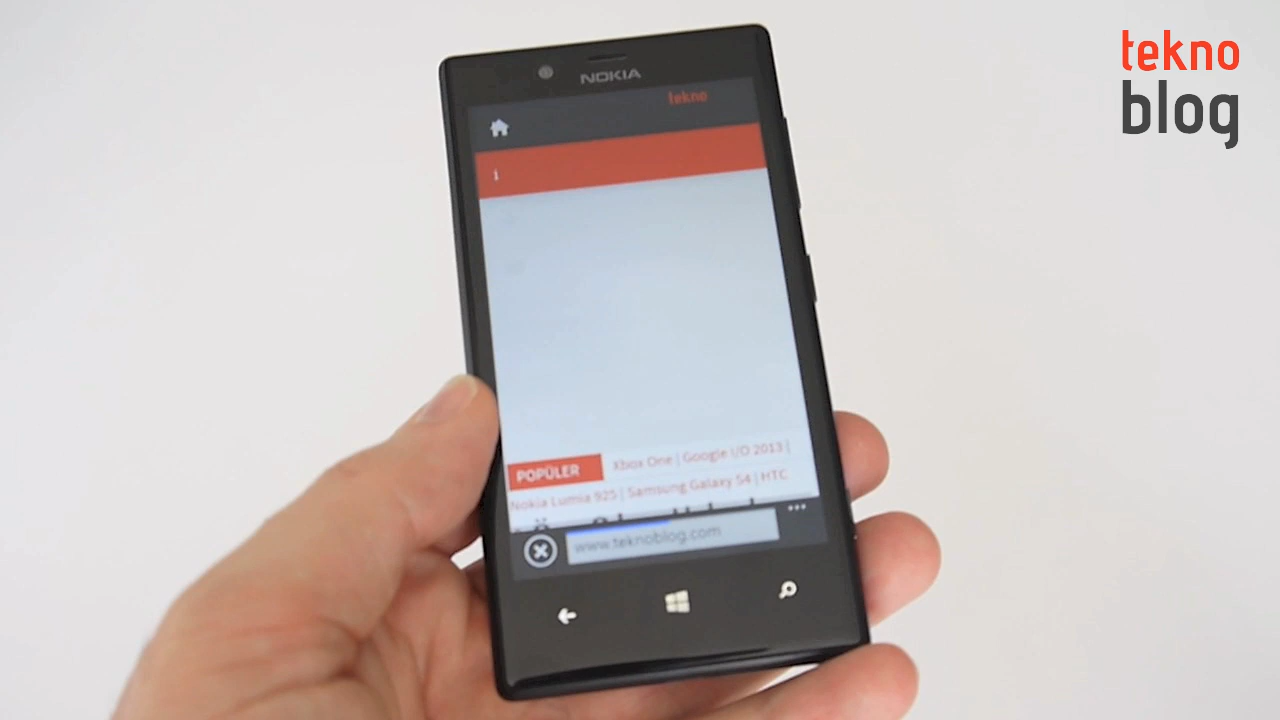 tekno
blog
NOKIA
tekno
i
POPÜLER Xbox One | Google I/O 2013 |
Nokia Lumia 925 | Samsung Galaxy S4 | HTC
www.teknoblog.com